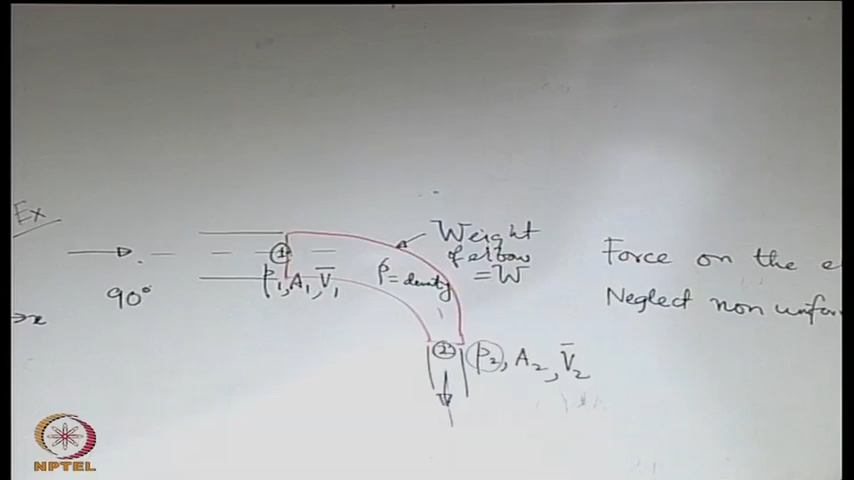 Ex
90°
→x
①
p₁, A₁, V̄₁
ρ = density
Weight
of elbow
= W
② p₂, A₂, V̄₂
Force on the e
Neglect non unifor
NPTEL